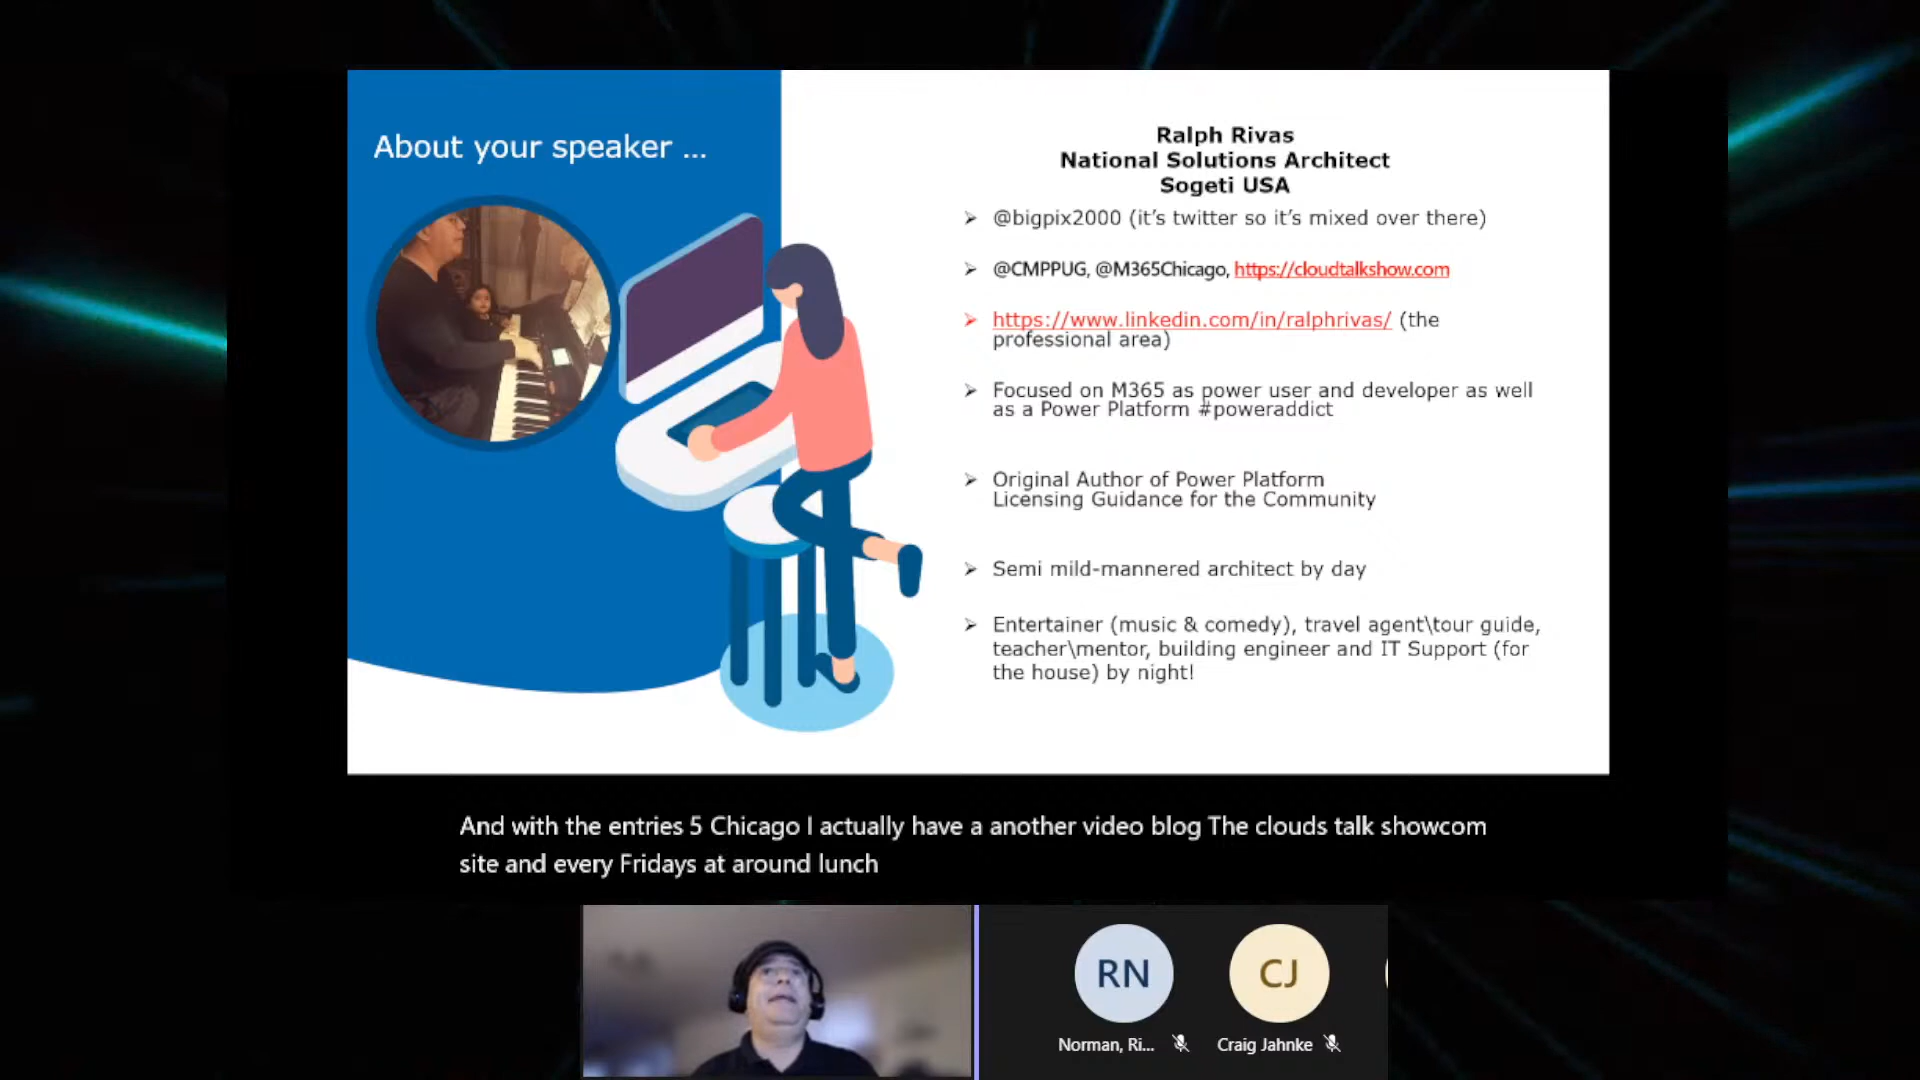 About your speaker ...
Ralph Rivas
National Solutions Architect
Sogeti USA
@bigpix2000 (it's twitter so it's mixed over there)
@CMPPUG, @M365Chicago, https://cloudtalkshow.com
https://www.linkedin.com/in/ralphrivas/ (the
professional area)
Focused on M365 as power user and developer as well
as a Power Platform #poweraddict
Original Author of Power Platform
Licensing Guidance for the Community
Semi mild-mannered architect by day
Entertainer (music & comedy), travel agent\tour guide,
teacher\mentor, building engineer and IT Support (for
the house) by night!
And with the entries 5 Chicago I actually have a another video blog The clouds talk showcom
site and every Fridays at around lunch
RN
CJ
Norman, Ri...
Craig Jahnke